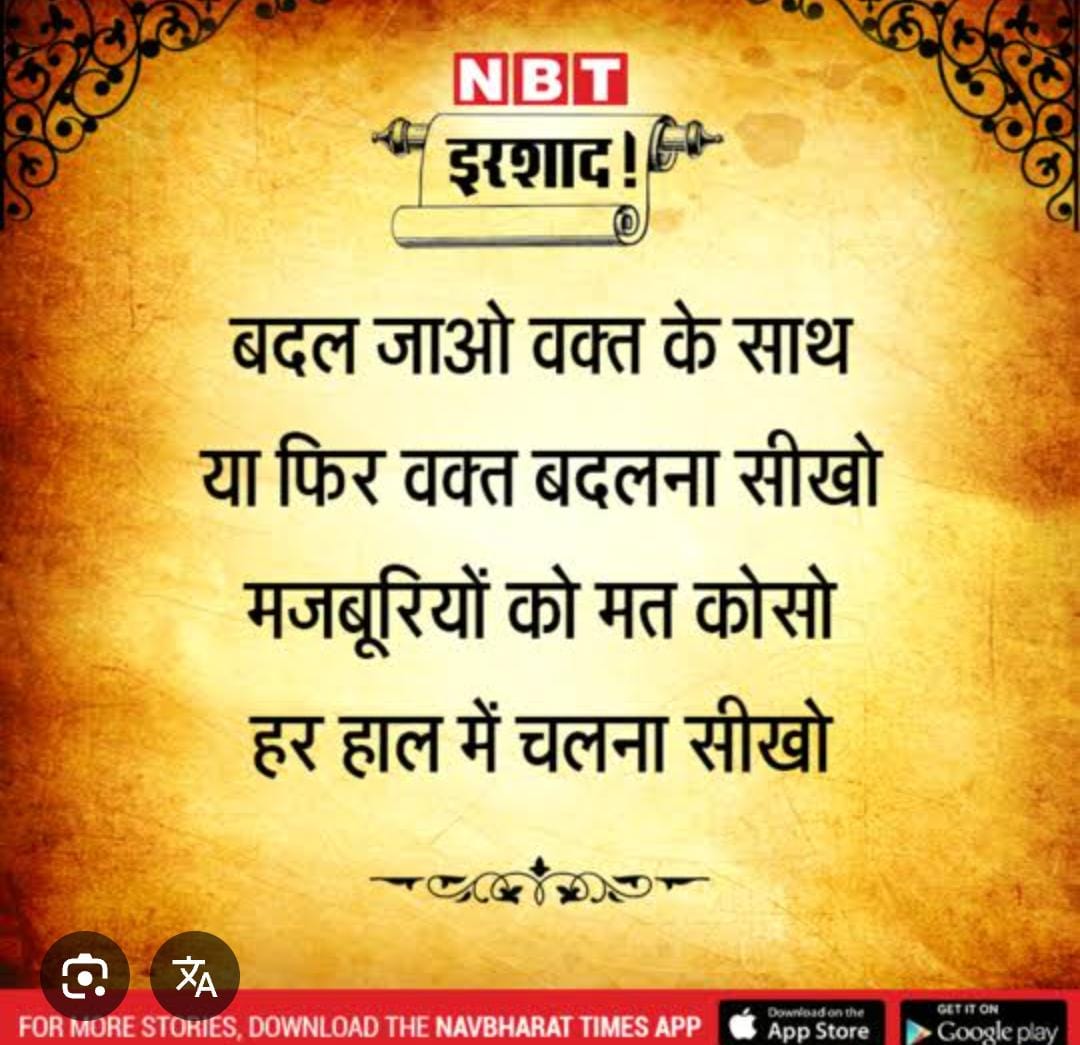 NBT
इरशाद!
बदल जाओ वक्त के साथ
या फिर वक्त बदलना सीखो
मजबूरियों को मत कोसो
हर हाल में चलना सीखो
FOR MORE STORIES, DOWNLOAD THE NAVBHARAT TIMES APP
Download on the
App Store
GET IT ON
Google play